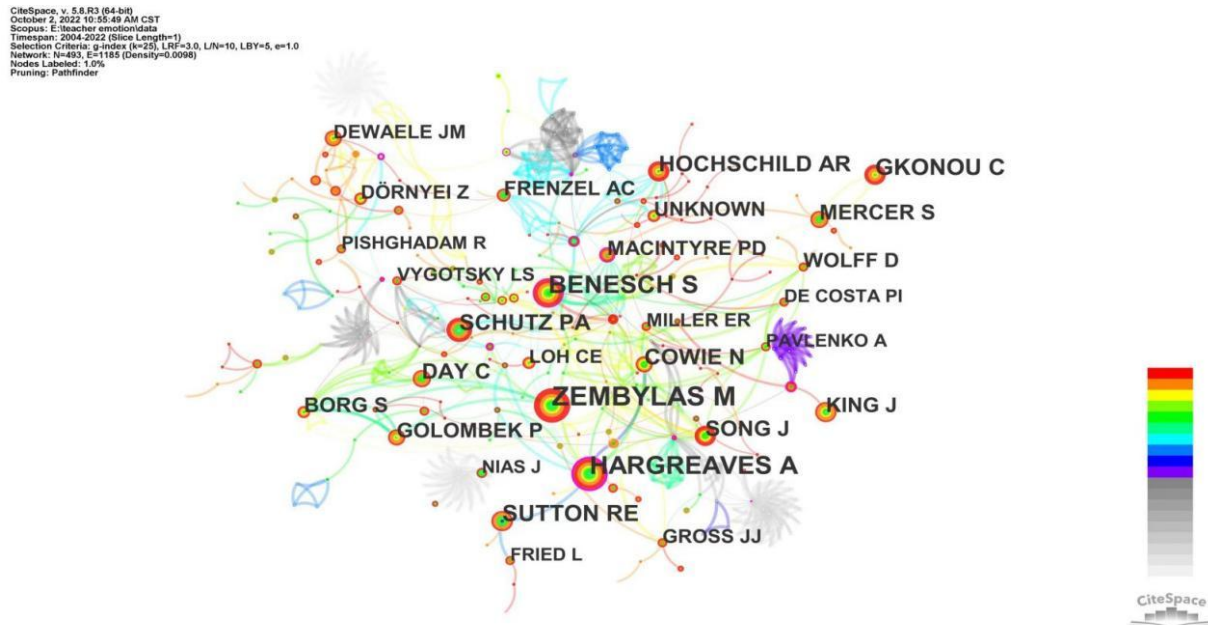 CiteSpace, v. 5.8.R3 (64-bit)
October 2, 2022 10:55:49 AM CST
Scopus: E:\teacher emotion\data
Timespan: 2004-2022 (Slice Length=1)
Selection Criteria: g-index (k=25), LRF=3.0, L/N=10, LBY=5, e=1.0
Network: N=493, E=1185 (Density=0.0098)
Nodes Labeled: 1.0%
Pruning: Pathfinder
DEWAELE JM
HOCHSCHILD AR
GKONOU C
DÖRNYEI Z
FRENZEL AC
UNKNOWN
MERCER S
PISHGHADAM R
MACINTYRE PD
WOLFF D
VYGOTSKY LS
BENESCH S
DE COSTA PI
SCHUTZ PA
MILLER ER
PAVLENKO A
DAY C
LOH CE
COWIE N
ZEMBYLAS M
BORG S
KING J
GOLOMBEK P
SONG J
NIAS J
HARGREAVES A
SUTTON RE
GROSS JJ
FRIED L
CiteSpace